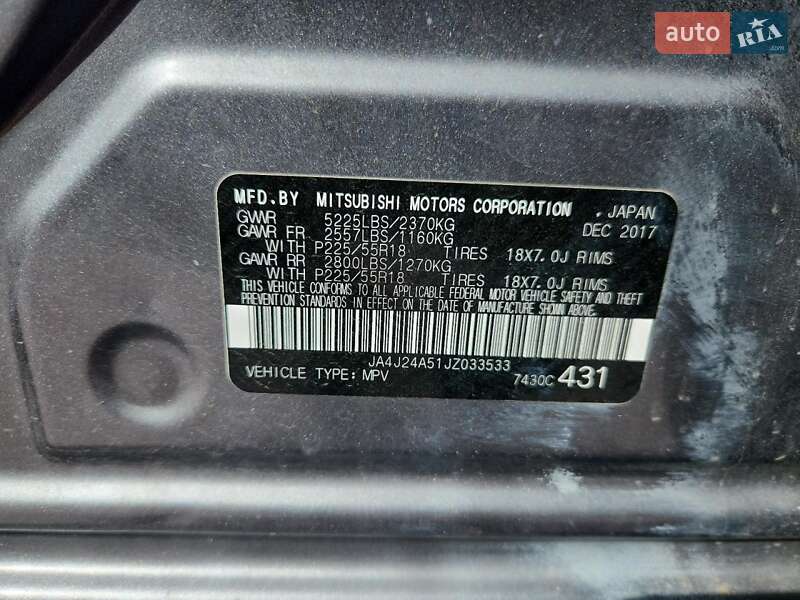 auto RIA.com
MFD.BY MITSUBISHI MOTORS CORPORATION . JAPAN
GVWR 5225LBS/2370KG DEC 2017
GAWR FR 2557LBS/1160KG
WITH P225/55R18 TIRES 18X7.0J RIMS
GAWR RR 2800LBS/1270KG
WITH P225/55R18 TIRES 18X7.0J RIMS
THIS VEHICLE CONFORMS TO ALL APPLICABLE FEDERAL MOTOR VEHICLE SAFETY AND THEFT
PREVENTION STANDARDS IN EFFECT ON THE DATE OF MANUFACTURE SHOWN ABOVE.
JA4J24A51JZ033533
VEHICLE TYPE:MPV 7430C 431